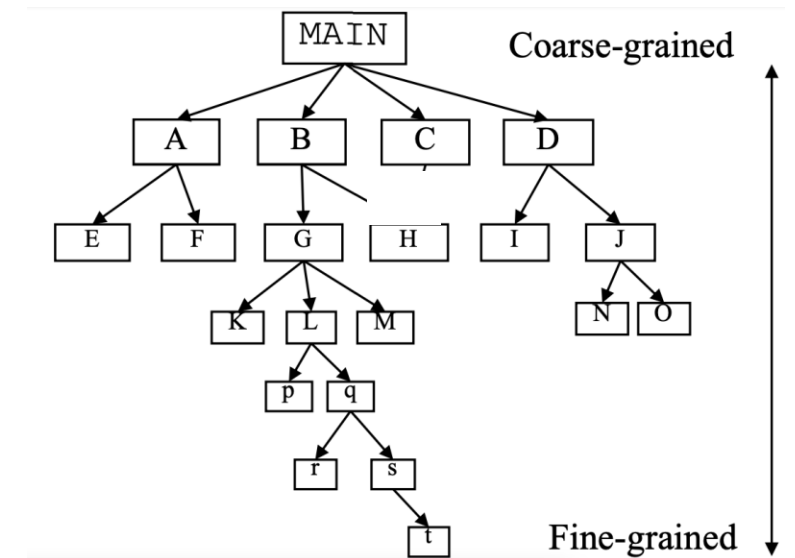 MAIN
Coarse-grained
A B C D
E F G H I J
K L M N O
p q
r s
t
Fine-grained